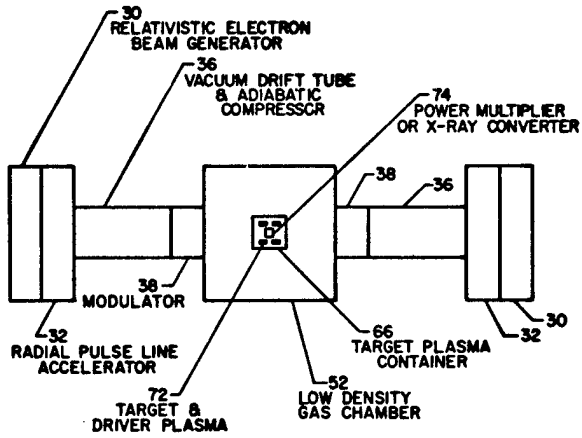 30
RELATIVISTIC ELECTRON
BEAM GENERATOR
36
VACUUM DRIFT TUBE
& ADIABATIC
COMPRESSOR
74
POWER MULTIPLIER
OR X-RAY CONVERTER
38
36
38
MODULATOR
32
RADIAL PULSE LINE
ACCELERATOR
72
TARGET &
DRIVER PLASMA
52
LOW DENSITY
GAS CHAMBER
66
TARGET PLASMA
CONTAINER
32
30